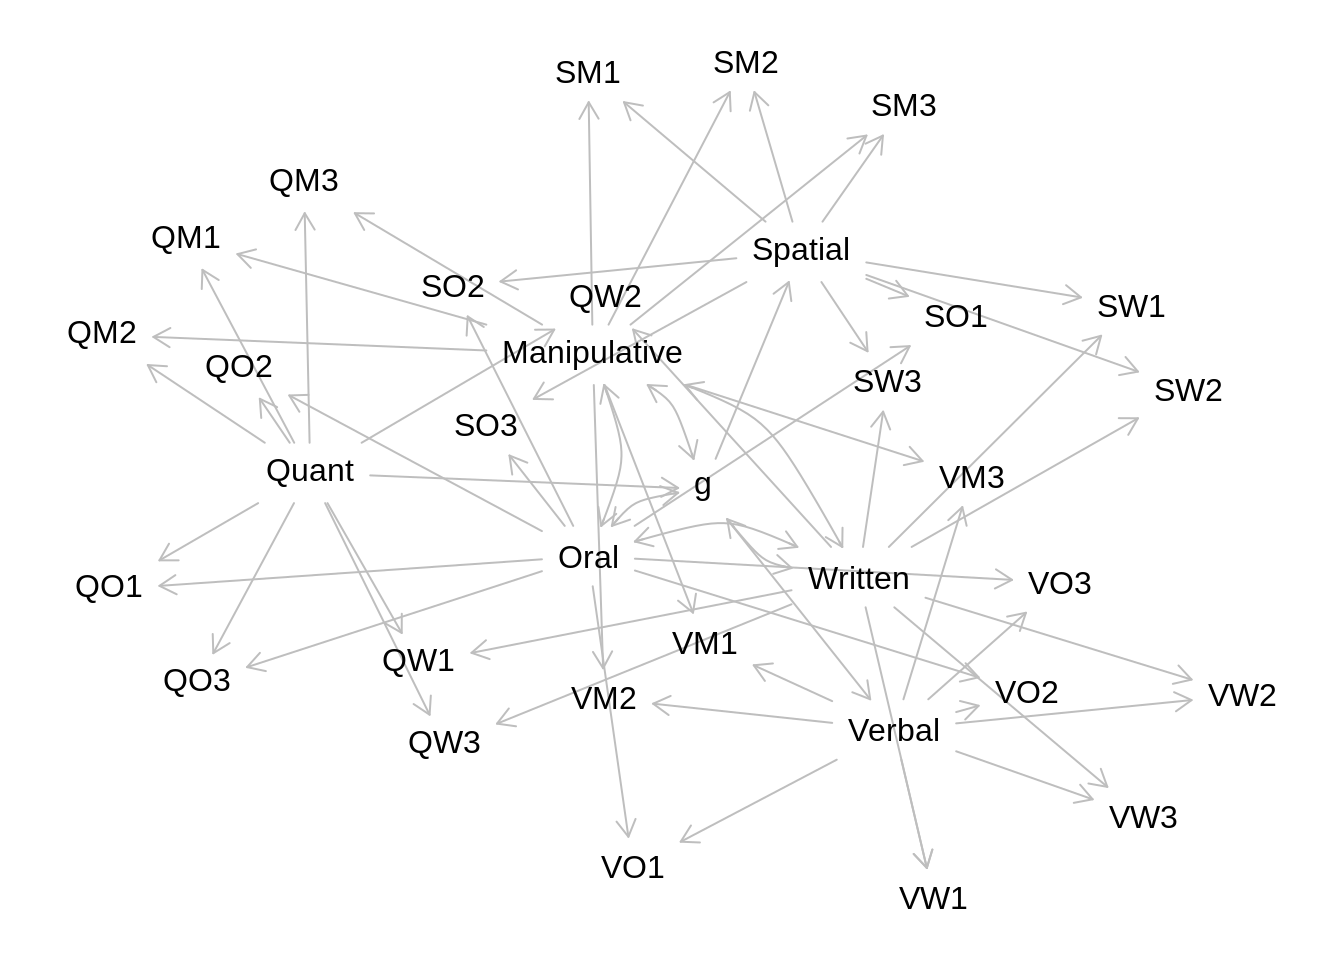 SM2
SM1
SM3
QM3
QM1
Spatial
SO2
QW2
SW1
SO1
QM2
Manipulative
QO2
SW3
SW2
SO3
Quant
VM3
g
Oral
Written
VO3
QO1
VM1
QW1
QO3
VO2
VW2
VM2
Verbal
QW3
VW3
VO1
VW1